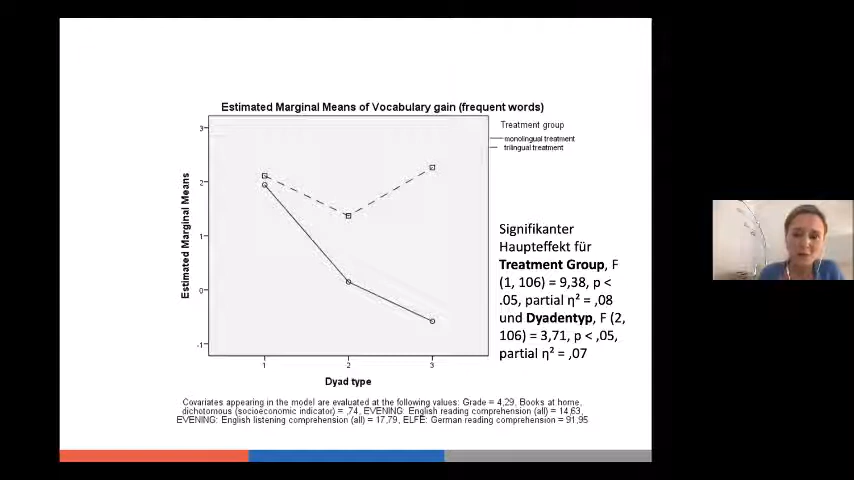 Estimated Marginal Means of Vocabulary gain (frequent words)
Treatment group
monolingual treatment
trilingual treatment
Estimated Marginal Means
3
2
1
0
-1
1
2
3
Dyad type
Signifikanter
Haupteffekt für
Treatment Group, F
(1, 106) = 9,38, p <
.05, partial η² = ,08
und Dyadentyp, F (2,
106) = 3,71, p < ,05,
partial η² = ,07
Covariates appearing in the model are evaluated at the following values: Grade = 4,29, Books at home,
dichotomous (socioeconomic indicator) = ,74, EVENING: English reading comprehension (all) = 14,63,
EVENING: English listening comprehension (all) = 17,79, ELFE: German reading comprehension = 91,95